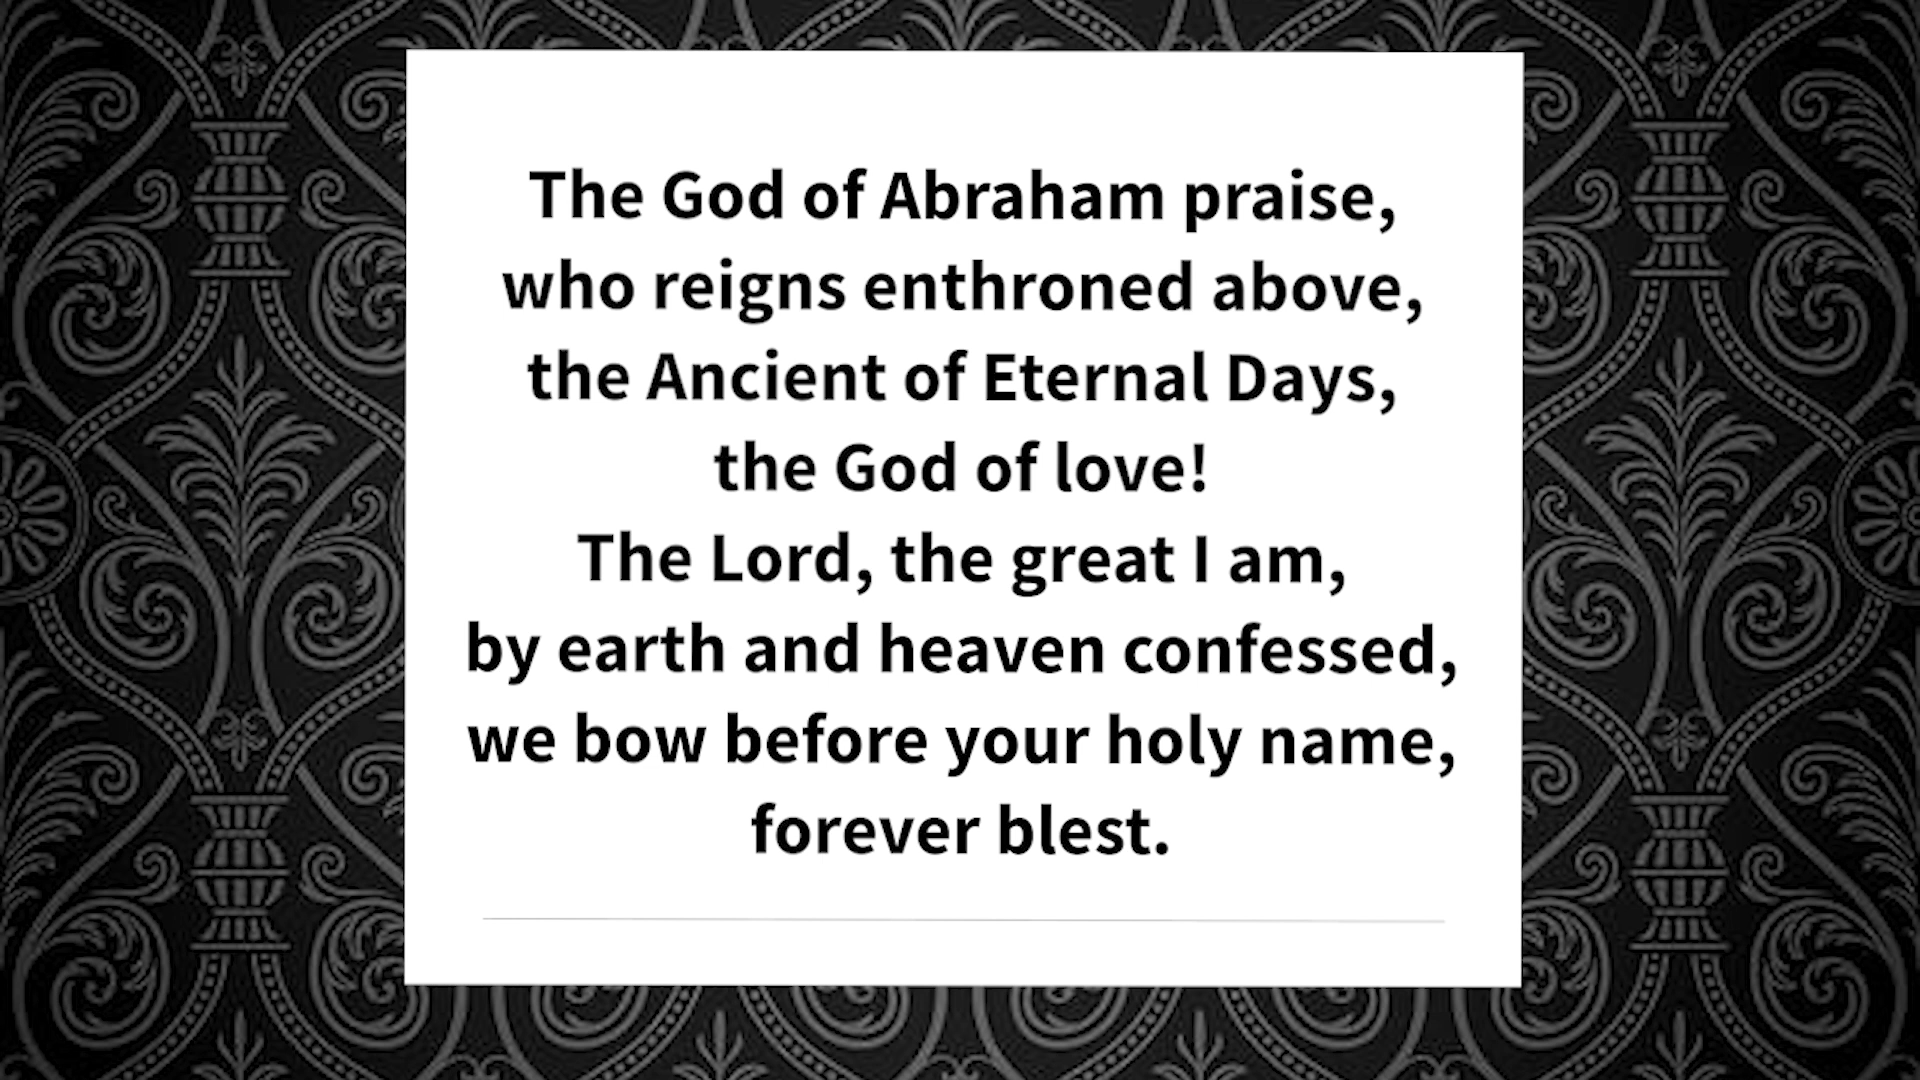 The God of Abraham praise,
who reigns enthroned above,
the Ancient of Eternal Days,
the God of love!
The Lord, the great I am,
by earth and heaven confessed,
we bow before your holy name,
forever blest.